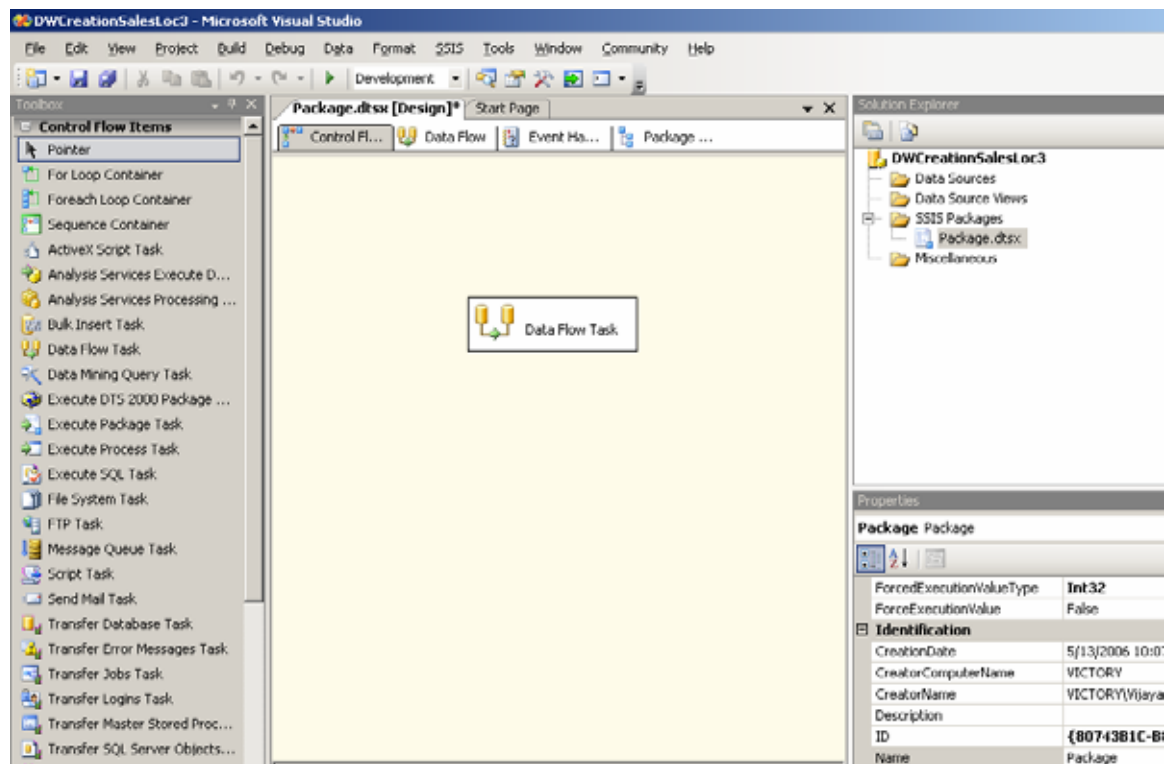 DWCreationSalesLoc3 - Microsoft Visual Studio
File Edit View Project Build Debug Data Format SSIS Tools Window Community Help
Development
Toolbox
Control Flow Items
Pointer
For Loop Container
Foreach Loop Container
Sequence Container
ActiveX Script Task
Analysis Services Execute D...
Analysis Services Processing ...
Bulk Insert Task
Data Flow Task
Data Mining Query Task
Execute DTS 2000 Package ...
Execute Package Task
Execute Process Task
Execute SQL Task
File System Task
FTP Task
Message Queue Task
Script Task
Send Mail Task
Transfer Database Task
Transfer Error Messages Task
Transfer Jobs Task
Transfer Logins Task
Transfer Master Stored Proc...
Transfer SQL Server Objects...
Package.dtsx [Design]* Start Page
Control Fl... Data Flow Event Ha... Package ...
Data Flow Task
Solution Explorer
DWCreationSalesLoc3
Data Sources
Data Source Views
SSIS Packages
Package.dtsx
Miscellaneous
Properties
Package Package
ForcedExecutionValueType Int32
ForceExecutionValue False
Identification
CreationDate 5/13/2006 10:07
CreatorComputerName VICTORY
CreatorName VICTORY\Vijaya
Description
ID {80743B1C-B
Name Package